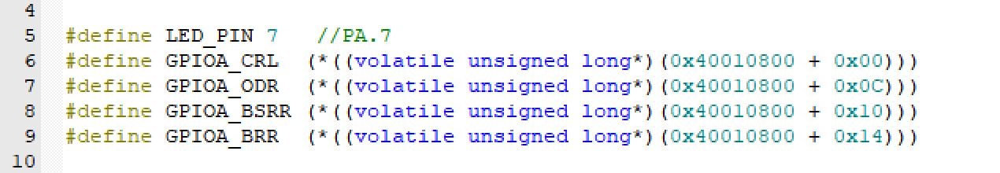 4
5 #define LED_PIN 7   //PA.7
6 #define GPIOA_CRL  (*((volatile unsigned long*)(0x40010800 + 0x00)))
7 #define GPIOA_ODR  (*((volatile unsigned long*)(0x40010800 + 0x0C)))
8 #define GPIOA_BSRR (*((volatile unsigned long*)(0x40010800 + 0x10)))
9 #define GPIOA_BRR  (*((volatile unsigned long*)(0x40010800 + 0x14)))
10